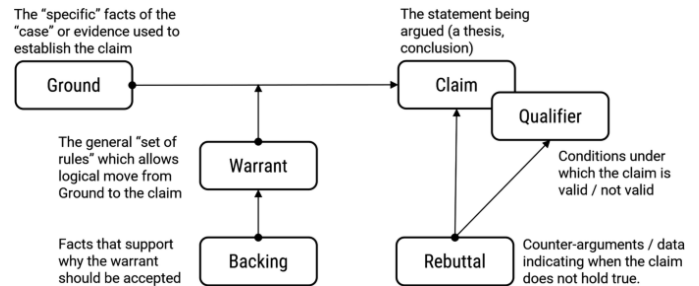 The “specific” facts of the
“case” or evidence used to
establish the claim
Ground
The statement being
argued (a thesis,
conclusion)
Claim
Qualifier
The general “set of
rules” which allows
logical move from
Ground to the claim
Warrant
Conditions under
which the claim is
valid / not valid
Facts that support
why the warrant
should be accepted
Backing
Rebuttal
Counter-arguments / data
indicating when the claim
does not hold true.